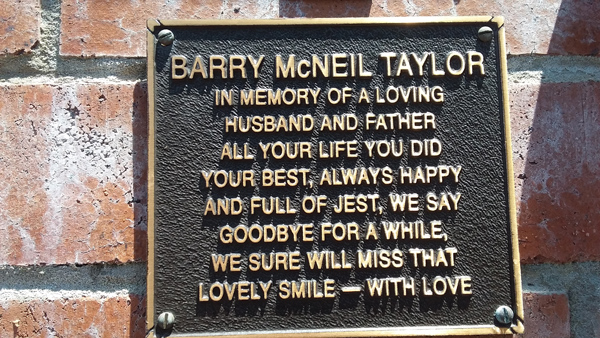 BARRY McNEIL TAYLOR
IN MEMORY OF A LOVING
HUSBAND AND FATHER
ALL YOUR LIFE YOU DID
YOUR BEST, ALWAYS HAPPY
AND FULL OF JEST, WE SAY
GOODBYE FOR A WHILE,
WE SURE WILL MISS THAT
LOVELY SMILE — WITH LOVE